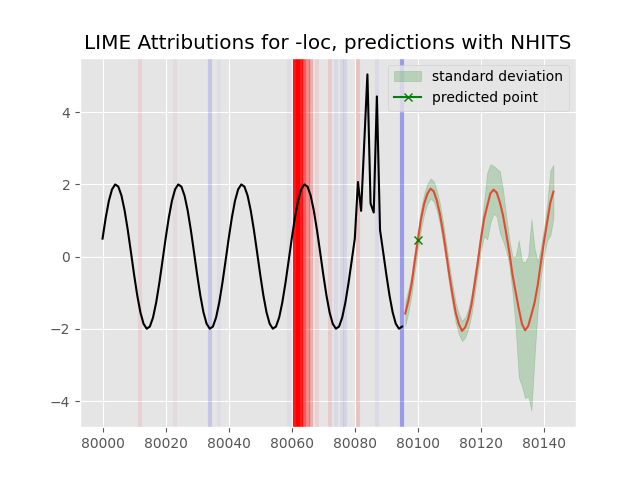 LIME Attributions for -loc, predictions with NHITS
standard deviation
predicted point
4
2
0
−2
−4
80000 80020 80040 80060 80080 80100 80120 80140